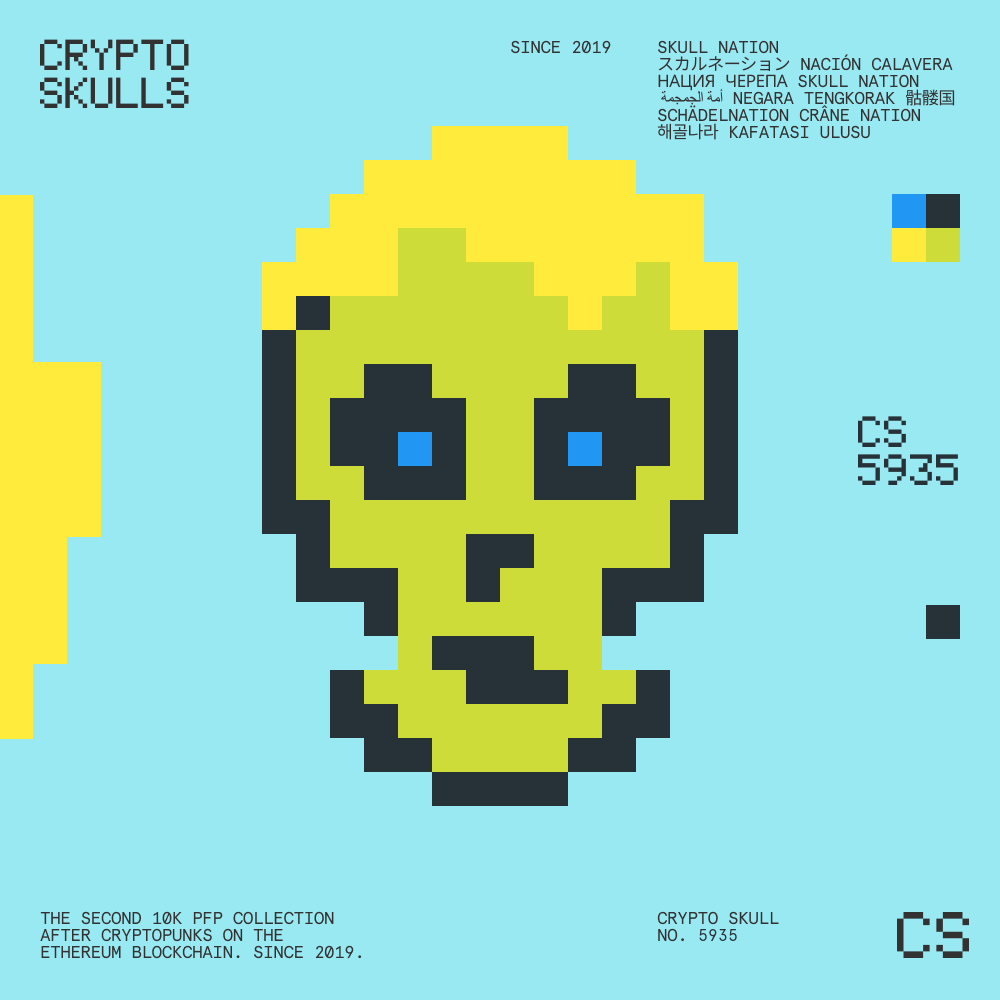 CRYPTO
SKULLS
SINCE 2019
SKULL NATION
スカルネーション NACIÓN CALAVERA
НАЦИЯ ЧЕРЕПА SKULL NATION
أمة الجمجمة NEGARA TENGKORAK 骷髅国
SCHÄDELNATION CRÂNE NATION
해골나라 KAFATASI ULUSU
CS
5935
THE SECOND 10K PFP COLLECTION
AFTER CRYPTOPUNKS ON THE
ETHEREUM BLOCKCHAIN. SINCE 2019.
CRYPTO SKULL
NO. 5935
CS